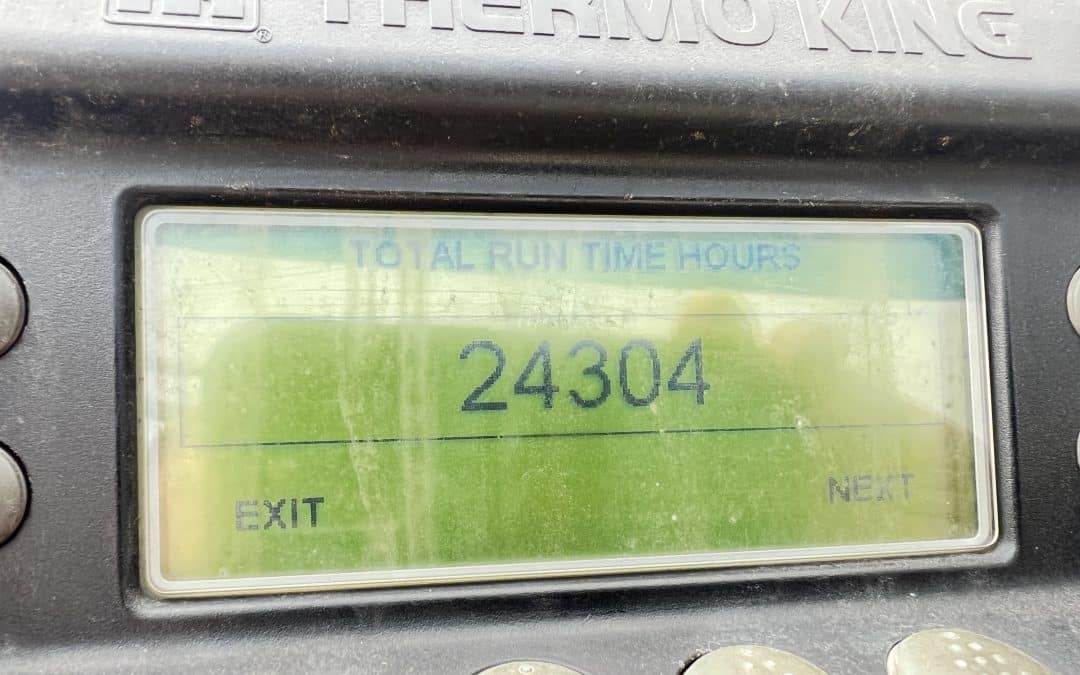 THERMO KING
TOTAL RUN TIME HOURS
24304
EXIT
NEXT